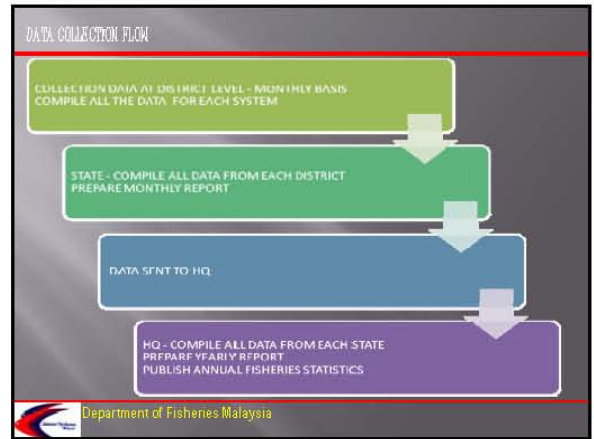 DATA COLLECTION FLOW
COLLECTION DATA AT DISTRICT LEVEL - MONTHLY BASIS
COMPILE ALL THE DATA FOR EACH SYSTEM
STATE - COMPILE ALL DATA FROM EACH DISTRICT
PREPARE MONTHLY REPORT
DATA SENT TO HQ
HQ - COMPILE ALL DATA FROM EACH STATE
PREPARE YEARLY REPORT
PUBLISH ANNUAL FISHERIES STATISTICS
Department of Fisheries Malaysia